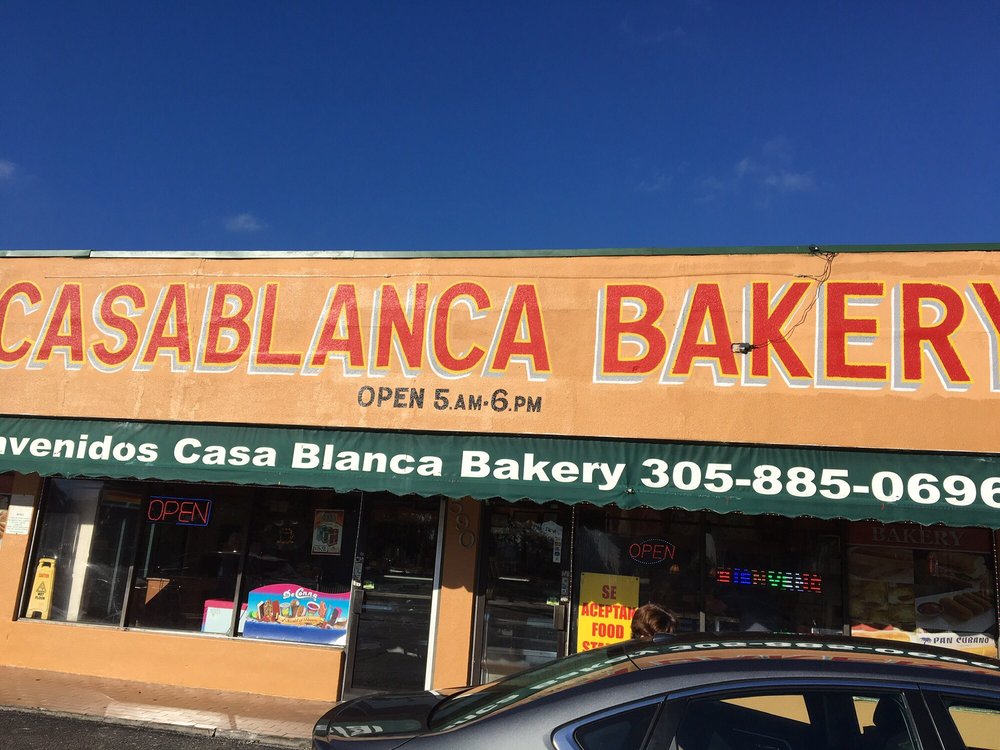 CASABLANCA BAKERY
OPEN 5.AM-6.PM
nvenidos Casa Blanca Bakery 305-885-0696
OPEN
OPEN
BAKERY
SE
ACEPTAN
FOOD
PAN CUBANO